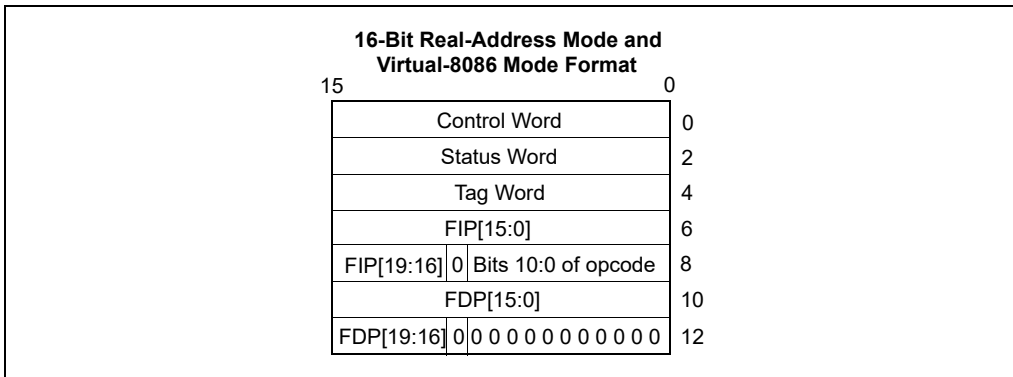 16-Bit Real-Address Mode and
Virtual-8086 Mode Format
15 0
Control Word 0
Status Word 2
Tag Word 4
FIP[15:0] 6
FIP[19:16] 0 Bits 10:0 of opcode 8
FDP[15:0] 10
FDP[19:16] 0 0 0 0 0 0 0 0 0 0 0 0 12